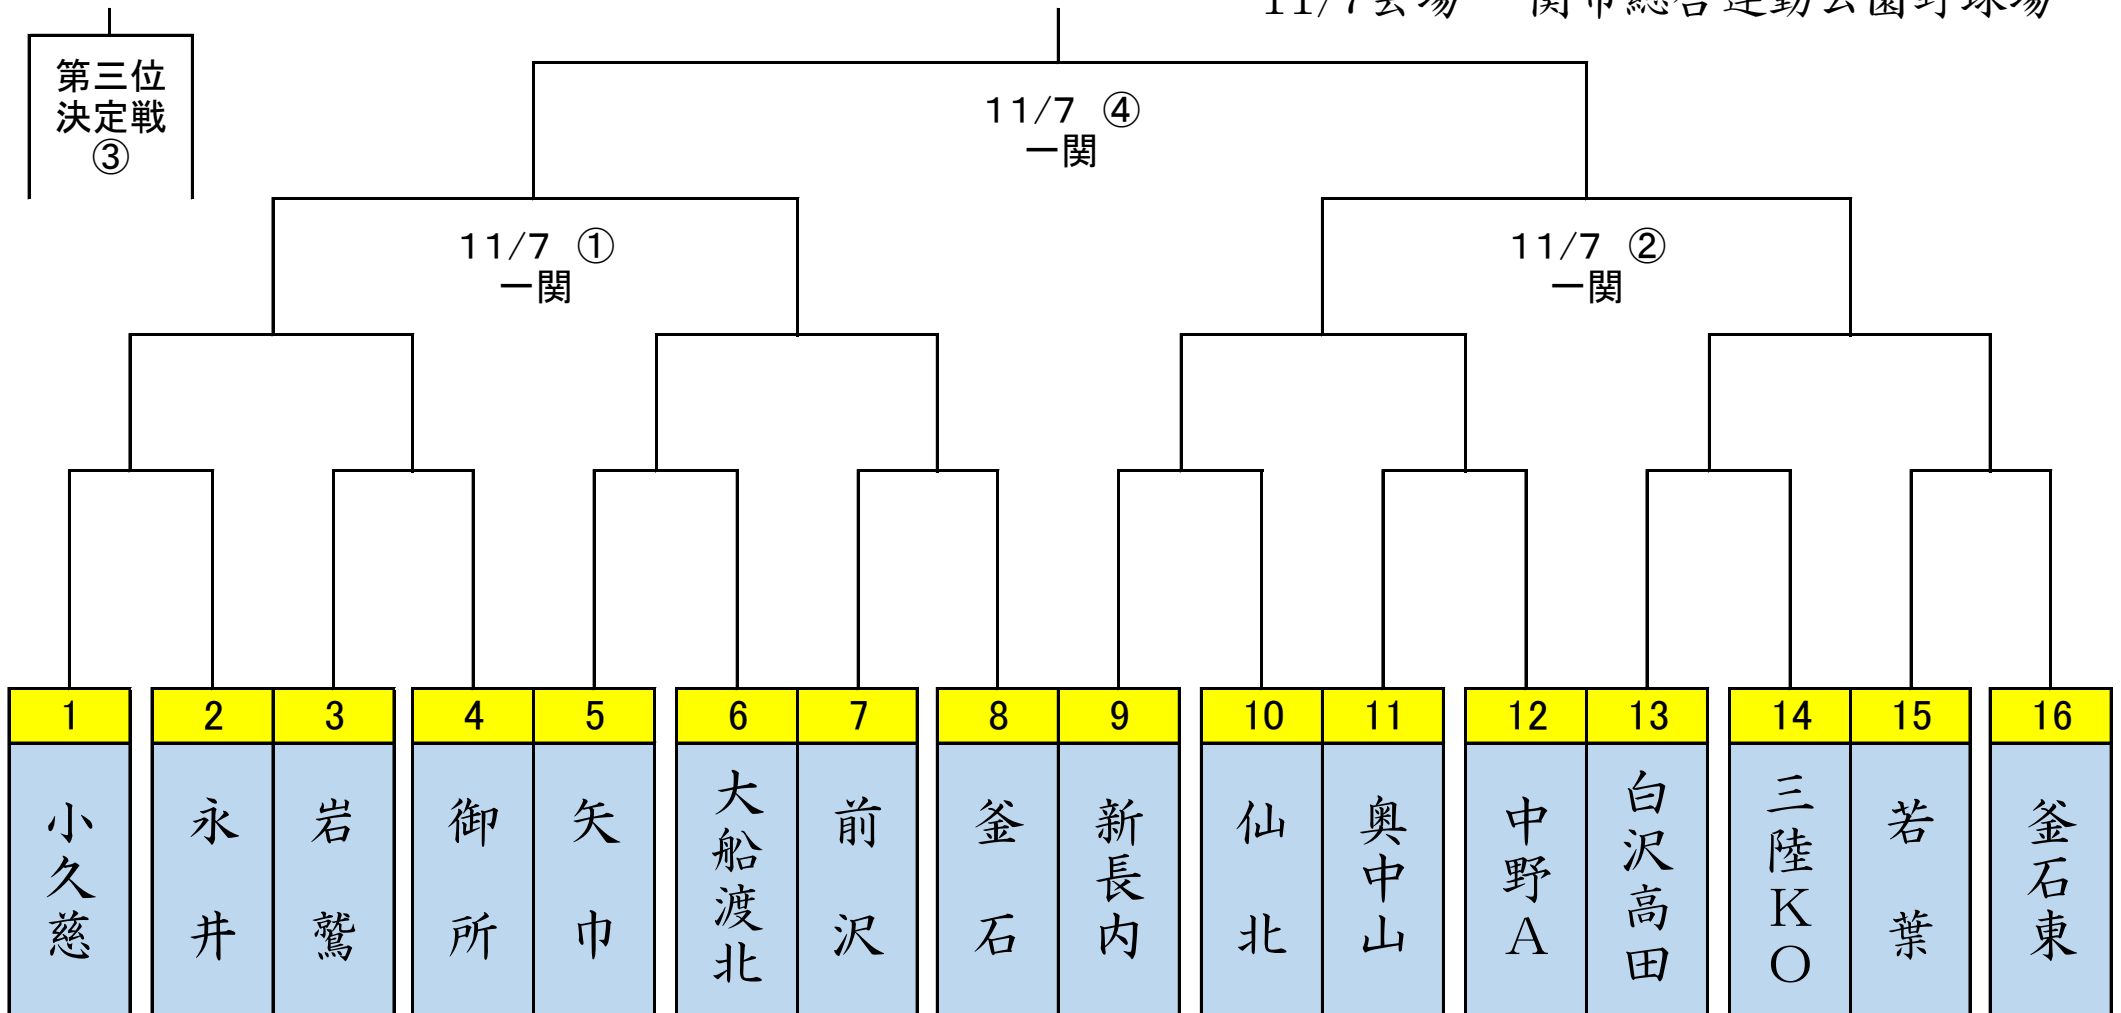 11/7会場 一関市総合運動公園野球場
第三位
決定戦
③
11/7 ④
一関
11/7 ①
一関
11/7 ②
一関
1
2
3
4
5
6
7
8
9
10
11
12
13
14
15
16
小久慈
永井
岩鷲
御所
矢巾
大船渡北
前沢
釜石
新長内
仙北
奥中山
中野A
白沢高田
三陸KO
若葉
釜石東